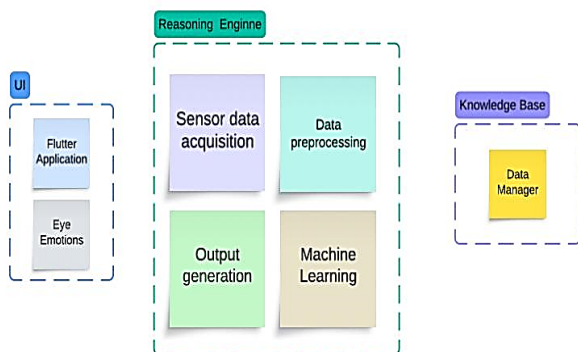 Reasoning Enginne
UI
Knowledge Base
Flutter
Application
Eye
Emotions
Sensor data
acquisition
Data
preprocessing
Output
generation
Machine
Learning
Data
Manager